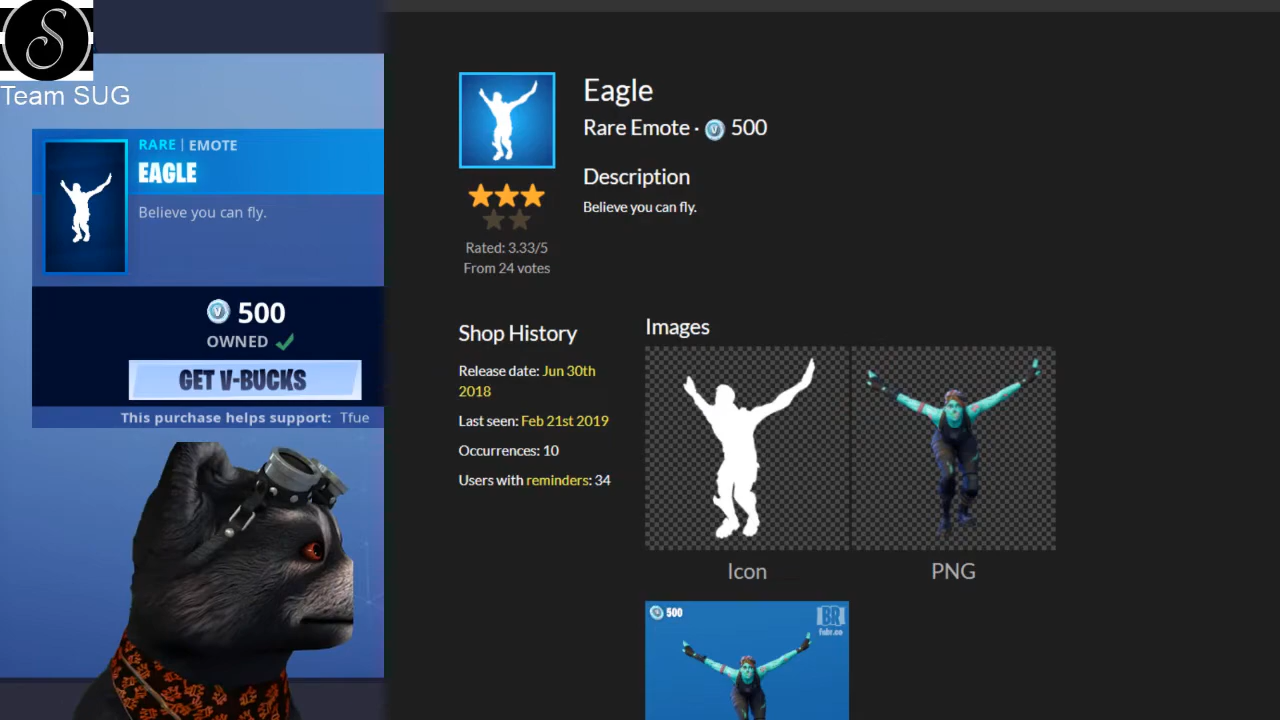 S
Team SUG
RARE | EMOTE
EAGLE
Believe you can fly.
500
OWNED
GET V-BUCKS
This purchase helps support: Tfue
Eagle
Rare Emote · V 500
Description
Believe you can fly.
Rated: 3.33/5
From 24 votes
Shop History
Release date: Jun 30th
2018
Last seen: Feb 21st 2019
Occurrences: 10
Users with reminders: 34
Images
Icon
PNG
500
BR
fnbr.co